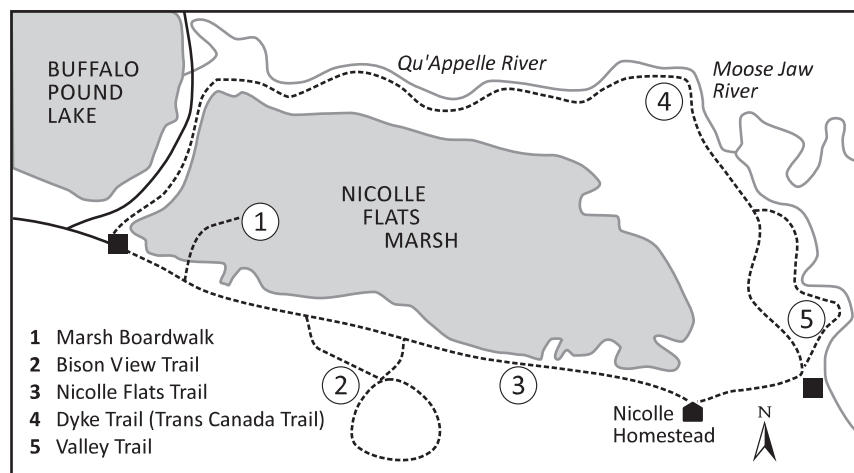 BUFFALO
POUND
LAKE
Qu'Appelle River
Moose Jaw
River
4
NICOLLE
FLATS
MARSH
1
5
2
3
1 Marsh Boardwalk
2 Bison View Trail
3 Nicolle Flats Trail
4 Dyke Trail (Trans Canada Trail)
5 Valley Trail
Nicolle
Homestead
N